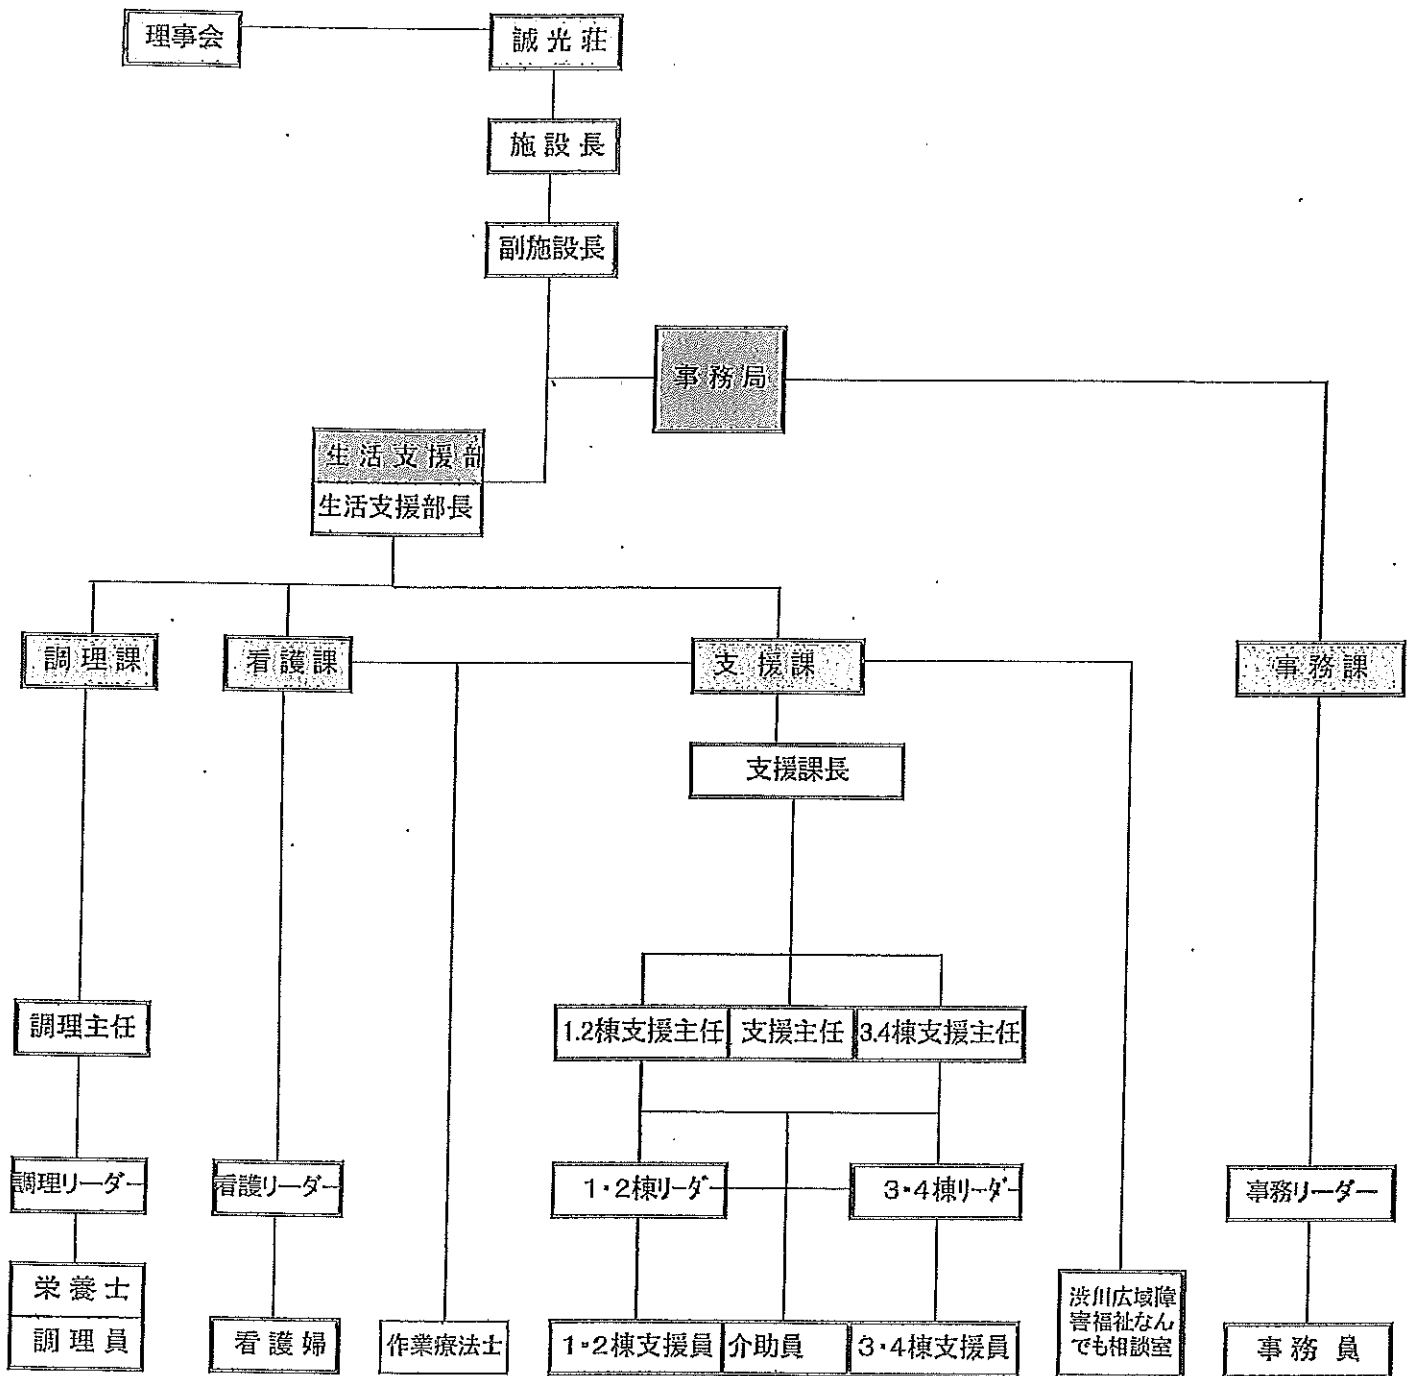 理事会
誠光荘
施設長
副施設長
事務局
生活支援部
生活支援部長
調理課
看護課
支援課
事務課
支援課長
調理主任
1.2棟支援主任
支援主任
3.4棟支援主任
調理リーダー
看護リーダー
1・2棟リーダー
3・4棟リーダー
事務リーダー
栄養士
調理員
看護婦
作業療法士
1・2棟支援員
介助員
3・4棟支援員
渋川広域障
害福祉なん
でも相談室
事務員